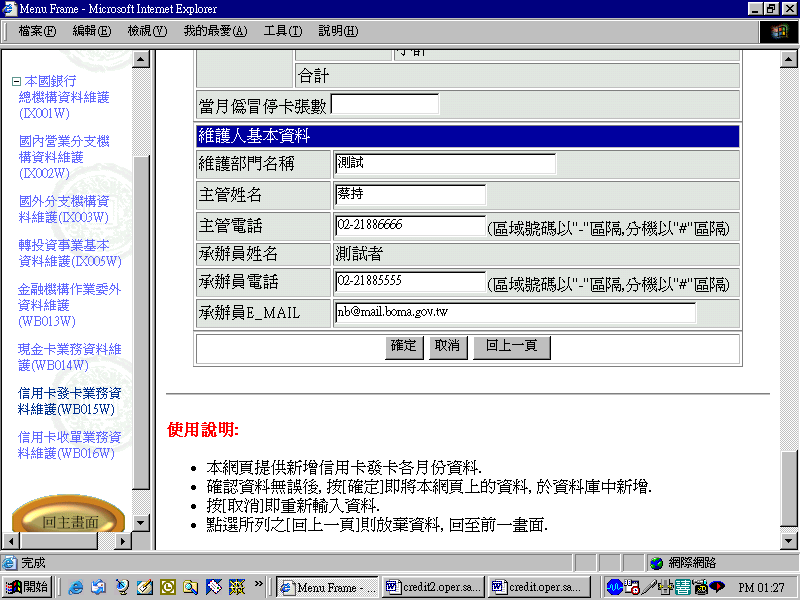 Menu Frame - Microsoft Internet Explorer
檔案(F) 編輯(E) 檢視(V) 我的最愛(A) 工具(T) 說明(H)
本國銀行
總機構資料維護
(IX001W)
國內營業分支機
構資料維護
(IX002W)
國外分支機構資
料維護(IX003W)
轉投資事業基本
資料維護(IX005W)
金融機構作業委外
資料維護
(WB013W)
現金卡業務資料維
護(WB014W)
信用卡發卡業務資
料維護(WB015W)
信用卡收單業務資
料維護(WB016W)
回主畫面
合計
當月偽冒停卡張數
維護人基本資料
維護部門名稱 測試
主管姓名 蔡持
主管電話 02-21886666 (區域號碼以"-"區隔,分機以"#"區隔)
承辦員姓名 測試者
承辦員電話 02-21885555 (區域號碼以"-"區隔,分機以"#"區隔)
承辦員E_MAIL nb@mail.boma.gov.tw
確定 取消 回上一頁
使用說明:
• 本網頁提供新增信用卡發卡各月份資料.
• 確認資料無誤後, 按[確定]即將本網頁上的資料, 於資料庫中新增.
• 按[取消]即重新輸入資料.
• 點選所列之[回上一頁]則放棄資料, 回至前一畫面.
完成 網際網路
開始 » Menu Frame - ... credit2.oper.sa... credit.oper.sa... PM 01:27